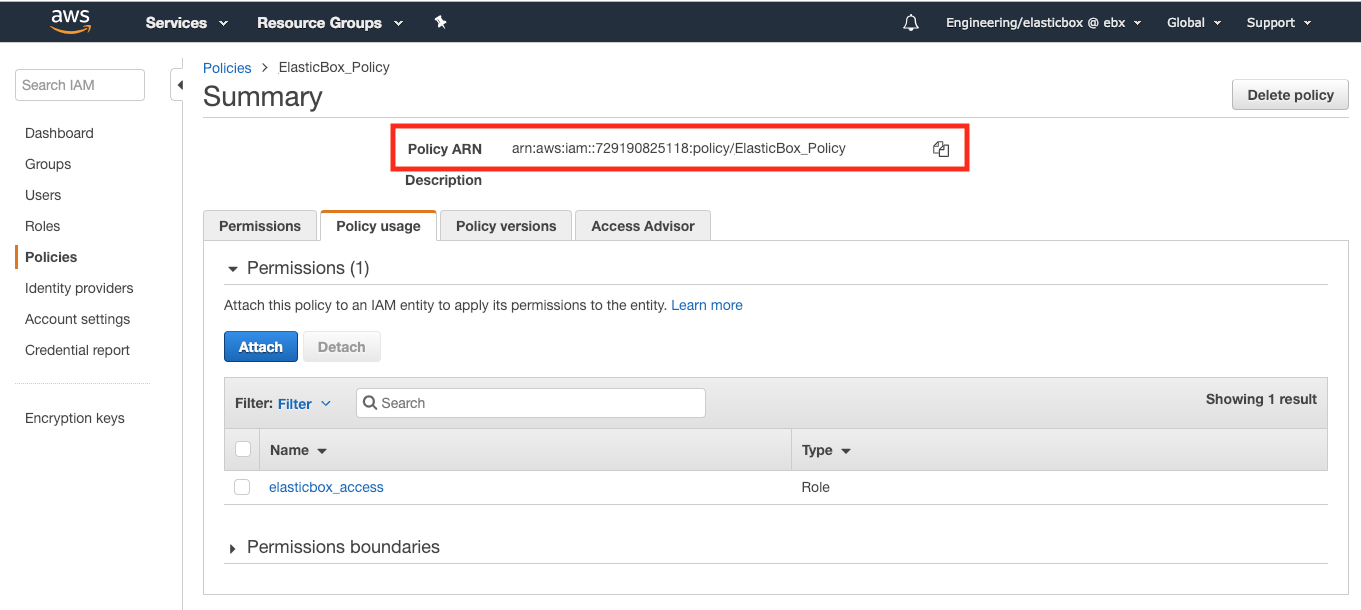 aws Services Resource Groups Engineering/elasticbox @ ebx Global Support
Search IAM
Dashboard
Groups
Users
Roles
Policies
Identity providers
Account settings
Credential report
Encryption keys
Policies > ElasticBox_Policy
Summary
Delete policy
Policy ARN arn:aws:iam::729190825118:policy/ElasticBox_Policy
Description
Permissions Policy usage Policy versions Access Advisor
Permissions (1)
Attach this policy to an IAM entity to apply its permissions to the entity. Learn more
Attach Detach
Filter: Filter Search Showing 1 result
Name Type
elasticbox_access Role
Permissions boundaries